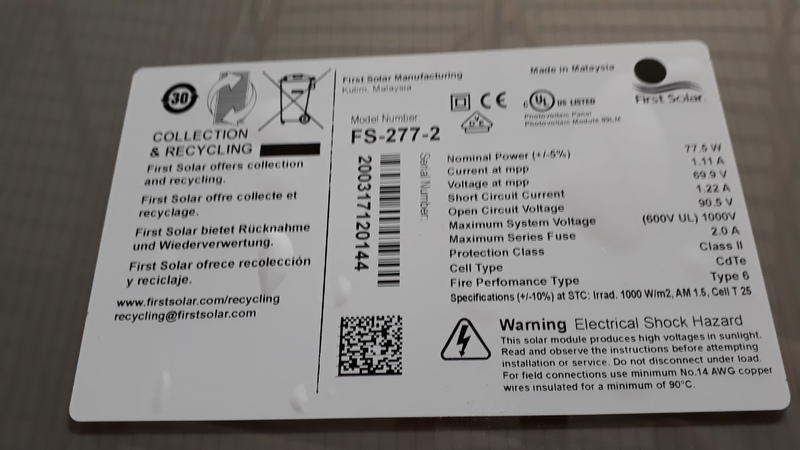 30
COLLECTION
& RECYCLING
First Solar offers collection
and recycling.
First Solar offre collecte et
recyclage.
First Solar bietet Rücknahme
und Wiederverwertung.
First Solar ofrece recolección
y reciclaje.
www.firstsolar.com/recycling
recycling@firstsolar.com
First Solar Manufacturing
Kulim, Malaysia
Made in Malaysia
First Solar.
CE
c UL US LISTED
Photovoltaic Panel
Photovoltaic Module 99LM
DVE
Model Number:
FS-277-2
200317120144
Serial Number:
Nominal Power (+/-5%) 77.5 W
Current at mpp 1.11 A
Voltage at mpp 69.9 V
Short Circuit Current 1.22 A
Open Circuit Voltage 90.5 V
Maximum System Voltage (600V UL) 1000V
Maximum Series Fuse 2.0 A
Protection Class Class II
Cell Type CdTe
Fire Perfomance Type Type 6
Specifications (+/-10%) at STC: Irrad. 1000 W/m2, AM 1.5, Cell T 25
Warning Electrical Shock Hazard
This solar module produces high voltages in sunlight.
Read and observe the instructions before attempting
installation or service. Do not disconnect under load.
For field connections use minimum No.14 AWG copper
wires insulated for a minimum of 90°C.